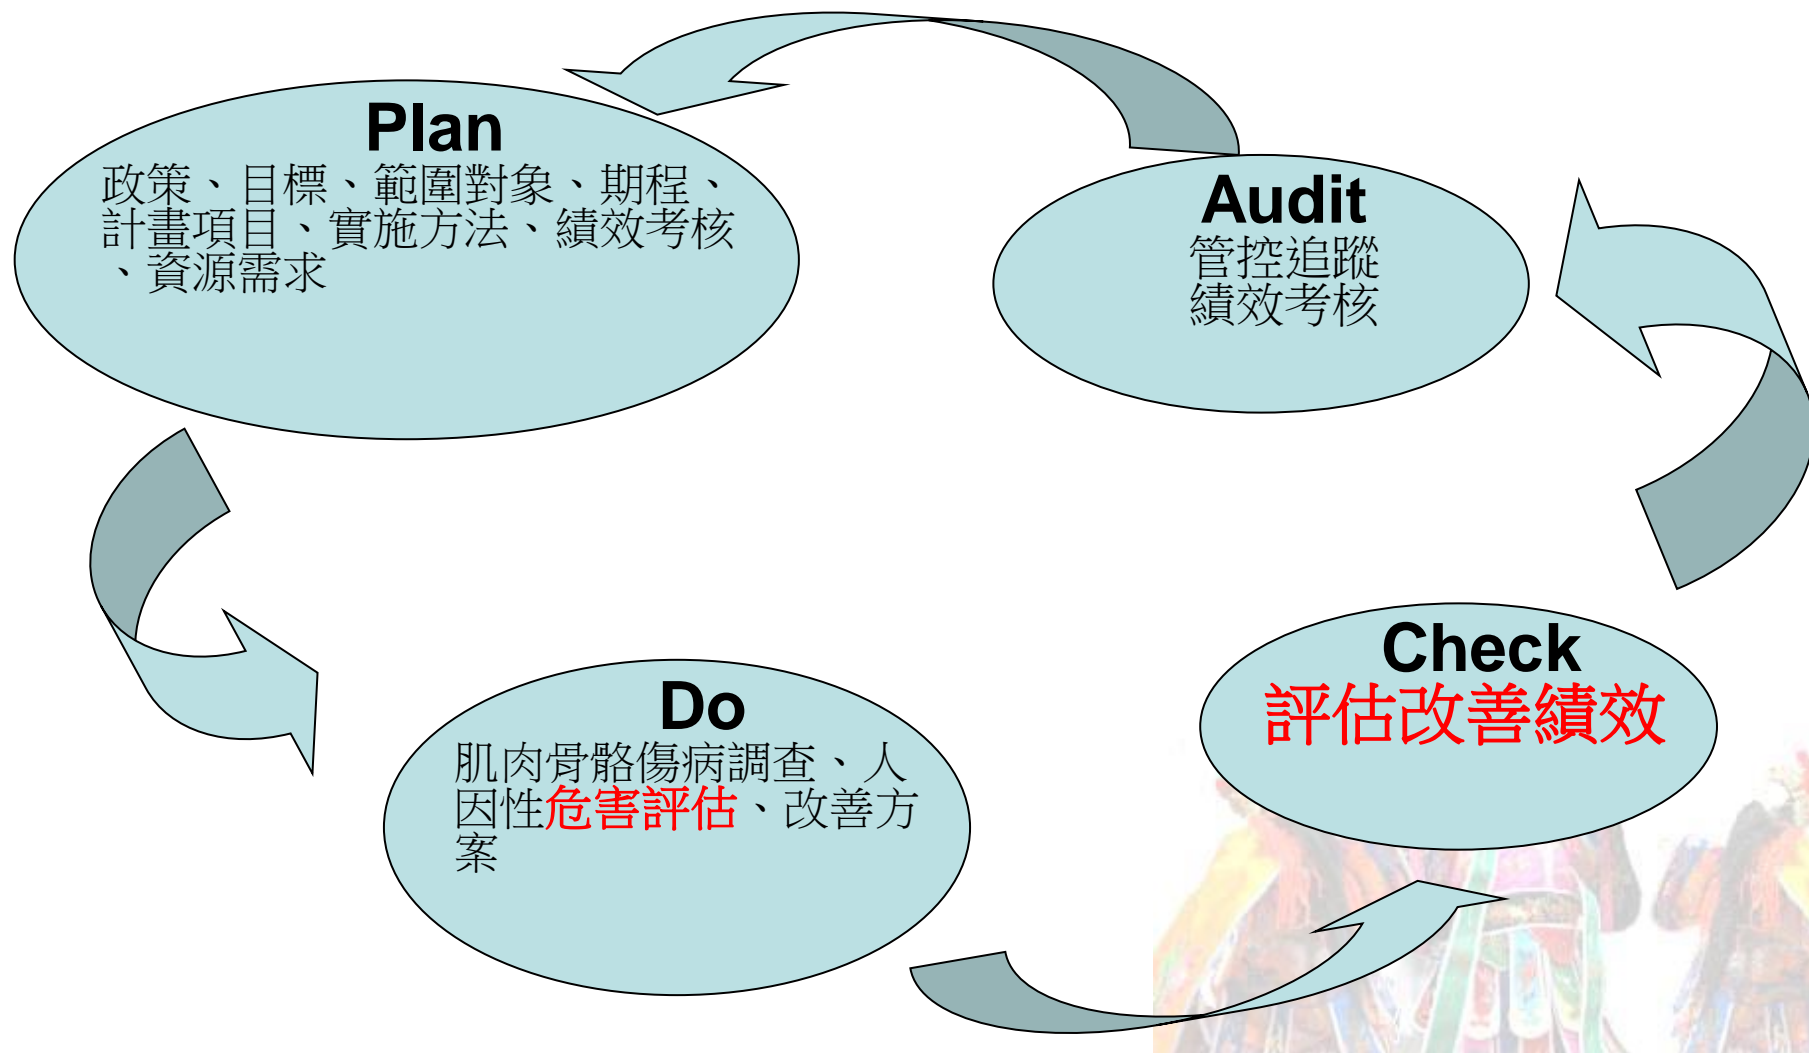 Plan
政策、目標、範圍對象、期程、
計畫項目、實施方法、績效考核
、資源需求
Audit
管控追蹤
績效考核
Do
肌肉骨骼傷病調查、人
因性危害評估、改善方
案
Check
評估改善績效